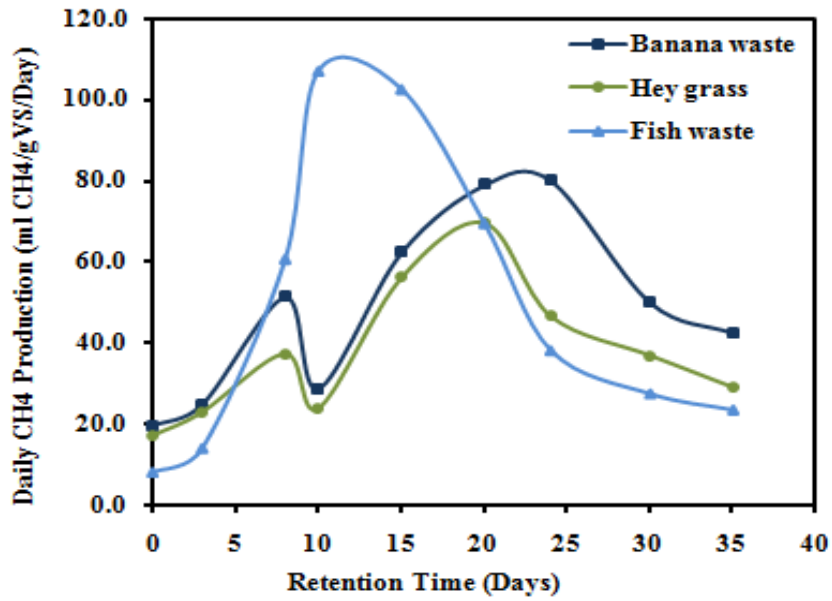 120.0
100.0
80.0
60.0
40.0
20.0
0.0
Daily CH4 Production (ml CH4/gVS/Day)
Banana waste
Hey grass
Fish waste
0 5 10 15 20 25 30 35 40
Retention Time (Days)